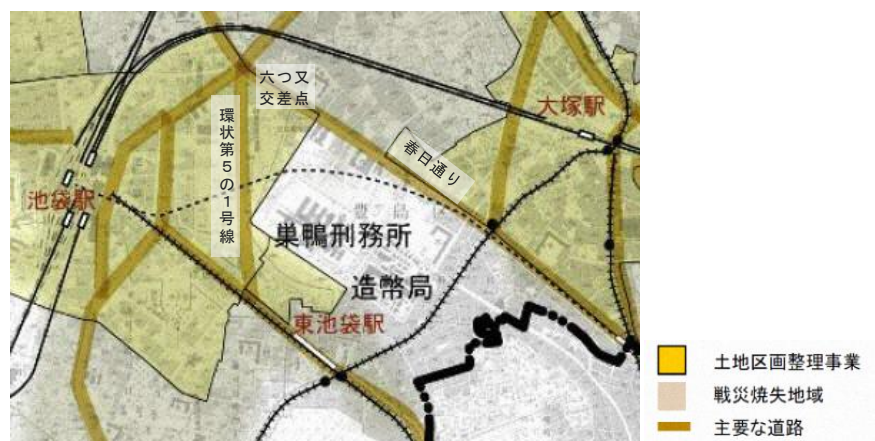 六つ又
交差点
大塚駅
環状第5の1号線
春日通り
池袋駅
豊島区
巣鴨刑務所
造幣局
東池袋駅
土地区画整理事業
戦災焼失地域
主要な道路